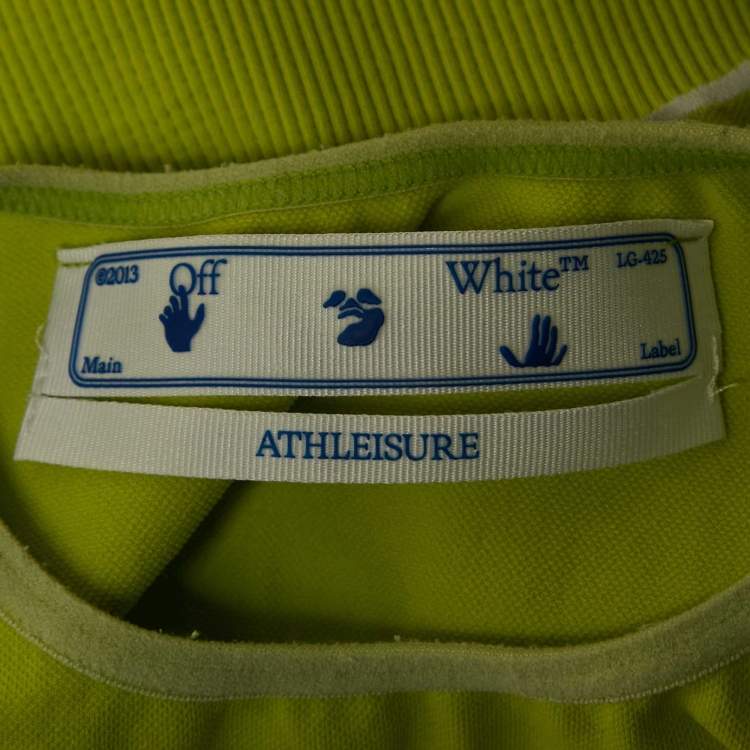 ©2013 Off White™ LG-425
Main Label
ATHLEISURE